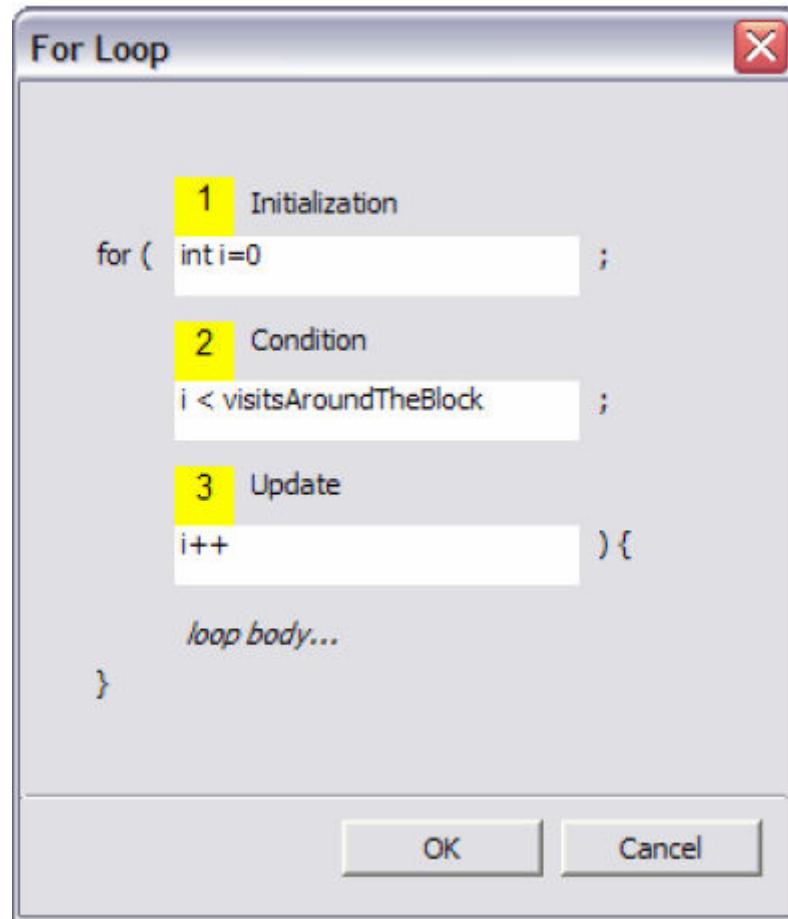 For Loop
1 Initialization
for ( int i=0 ;
2 Condition
i < visitsAroundTheBlock ;
3 Update
i++ ) {
loop body...
}
OK Cancel